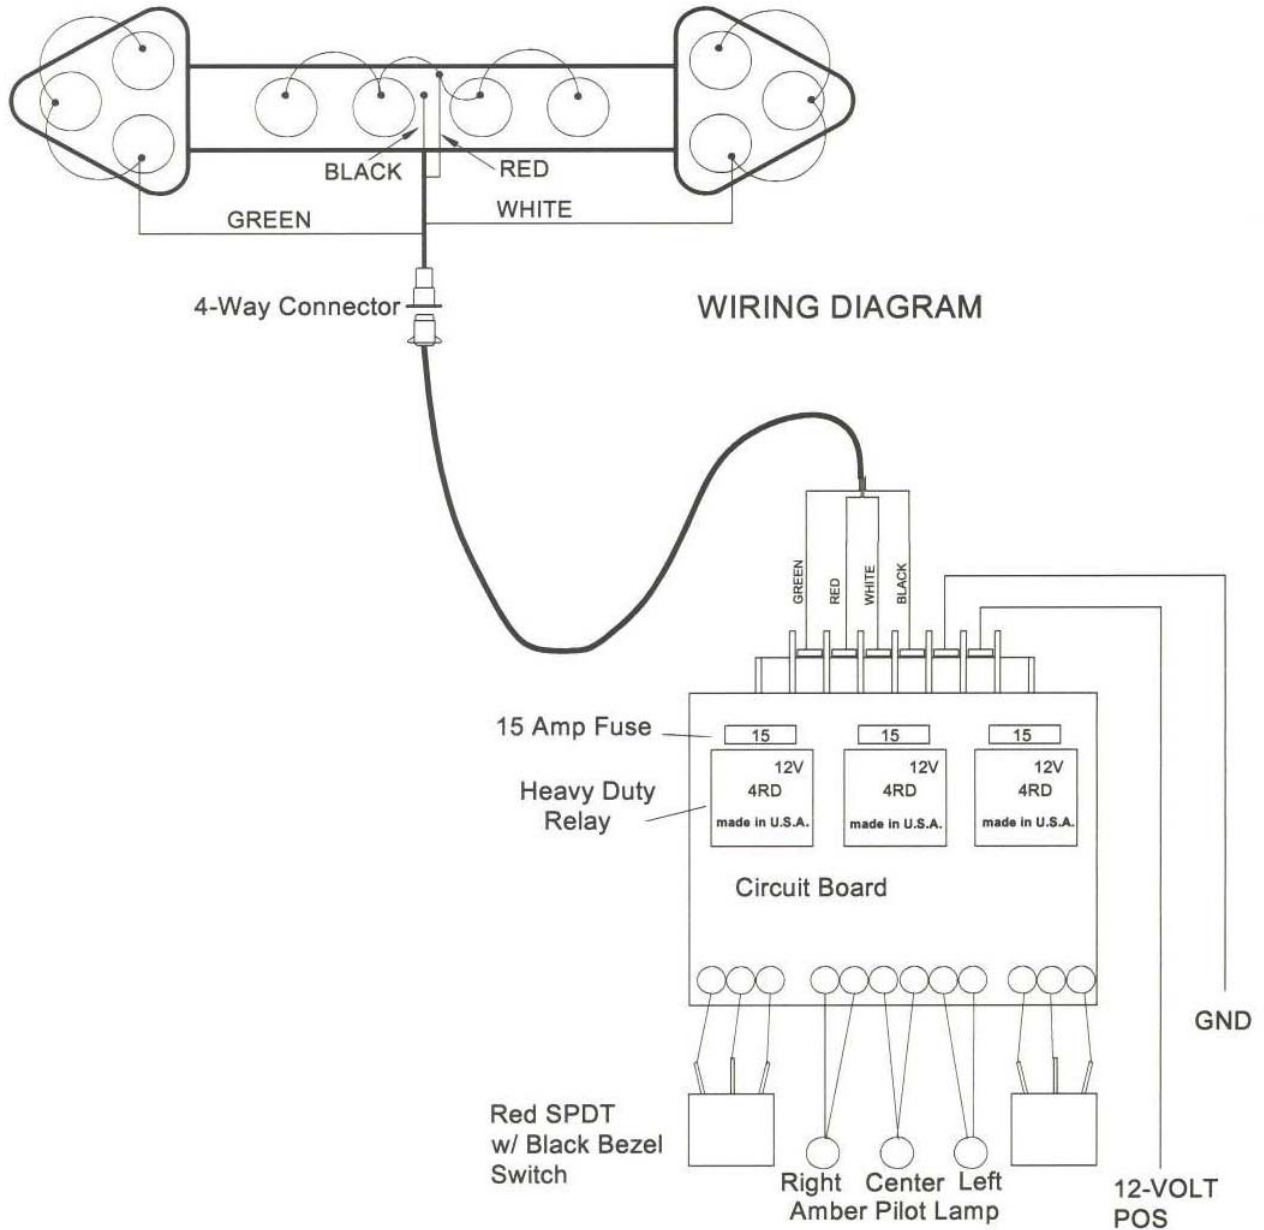 BLACK
RED
GREEN
WHITE
4-Way Connector
WIRING DIAGRAM
GREEN
RED
WHITE
BLACK
15 Amp Fuse
15
15
15
Heavy Duty
Relay
12V
4RD
made in U.S.A.
12V
4RD
made in U.S.A.
12V
4RD
made in U.S.A.
Circuit Board
GND
Red SPDT
w/ Black Bezel
Switch
Right
Center
Left
Amber Pilot Lamp
12-VOLT
POS